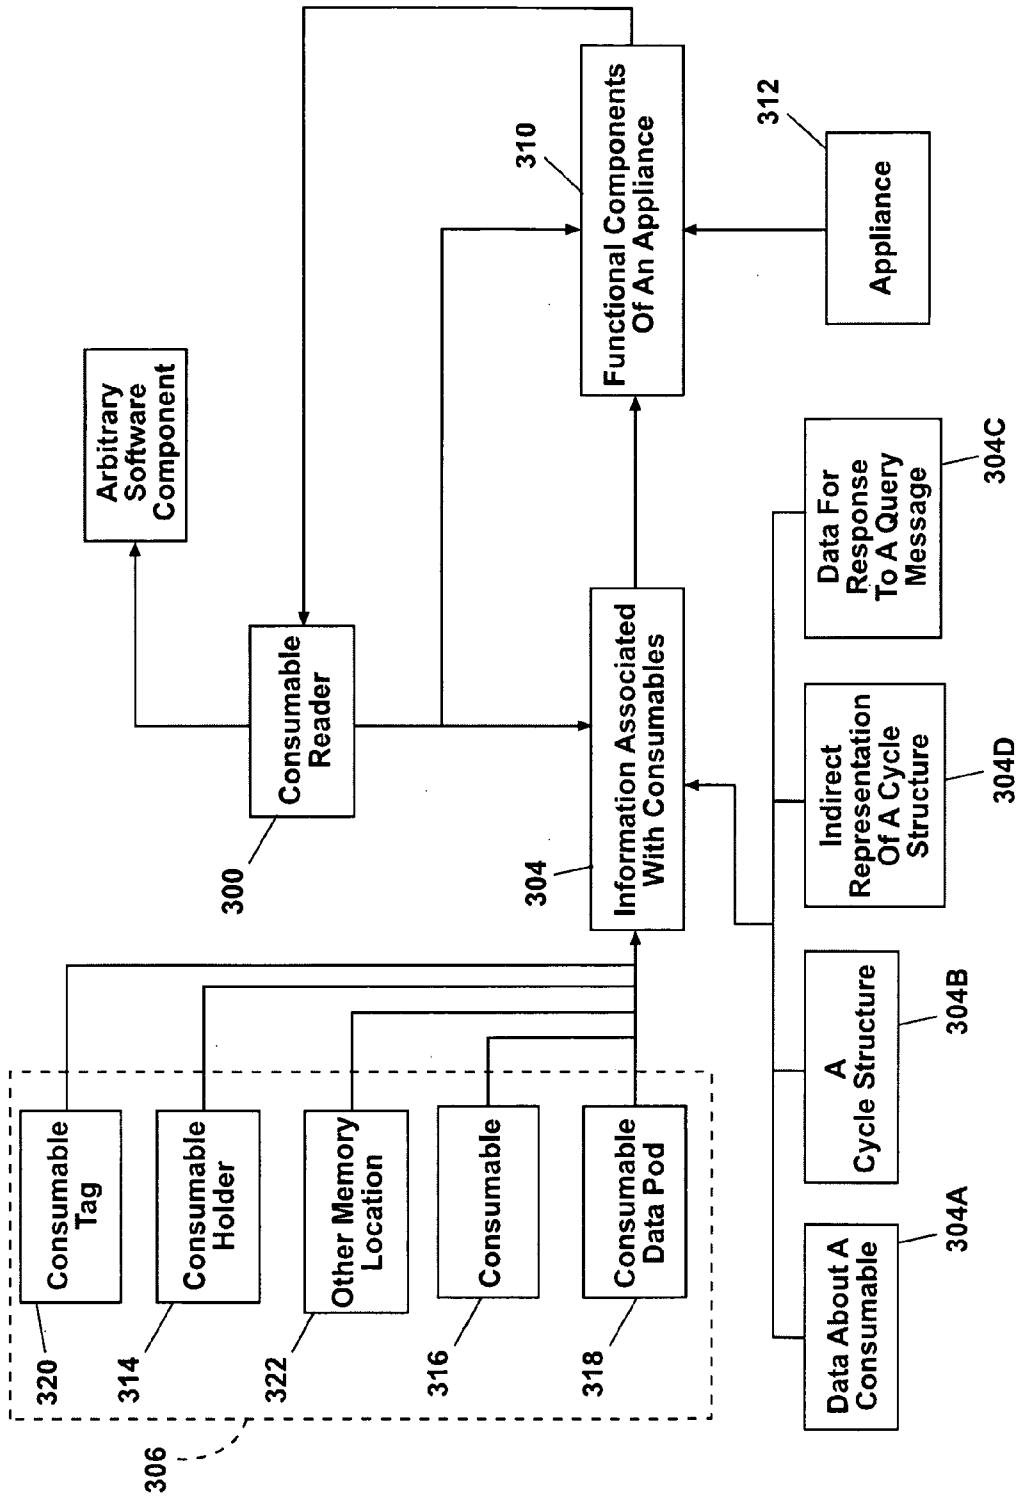 306
320
Consumable
Tag
314
Consumable
Holder
322
Other Memory
Location
316
Consumable
318
Consumable
Data Pod
Arbitrary
Software
Component
300
Consumable
Reader
304
Information Associated
With Consumables
310
Functional Components
Of An Appliance
312
Appliance
Data About A
Consumable
304A
A
Cycle Structure
304B
Indirect
Representation
Of A Cycle
Structure
304D
Data For
Response
To A Query
Message
304C